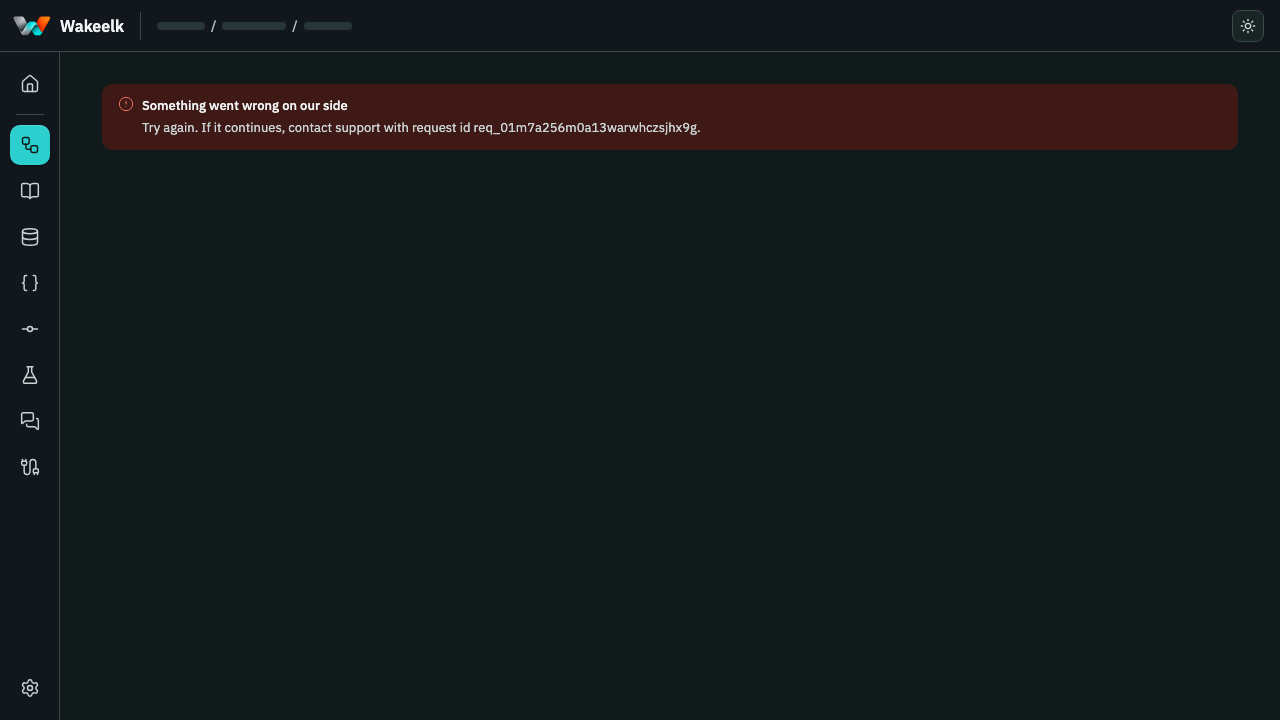 Wakeelk
/ /
Something went wrong on our side
Try again. If it continues, contact support with request id req_01m7a256m0a13warwhczsjhx9g.